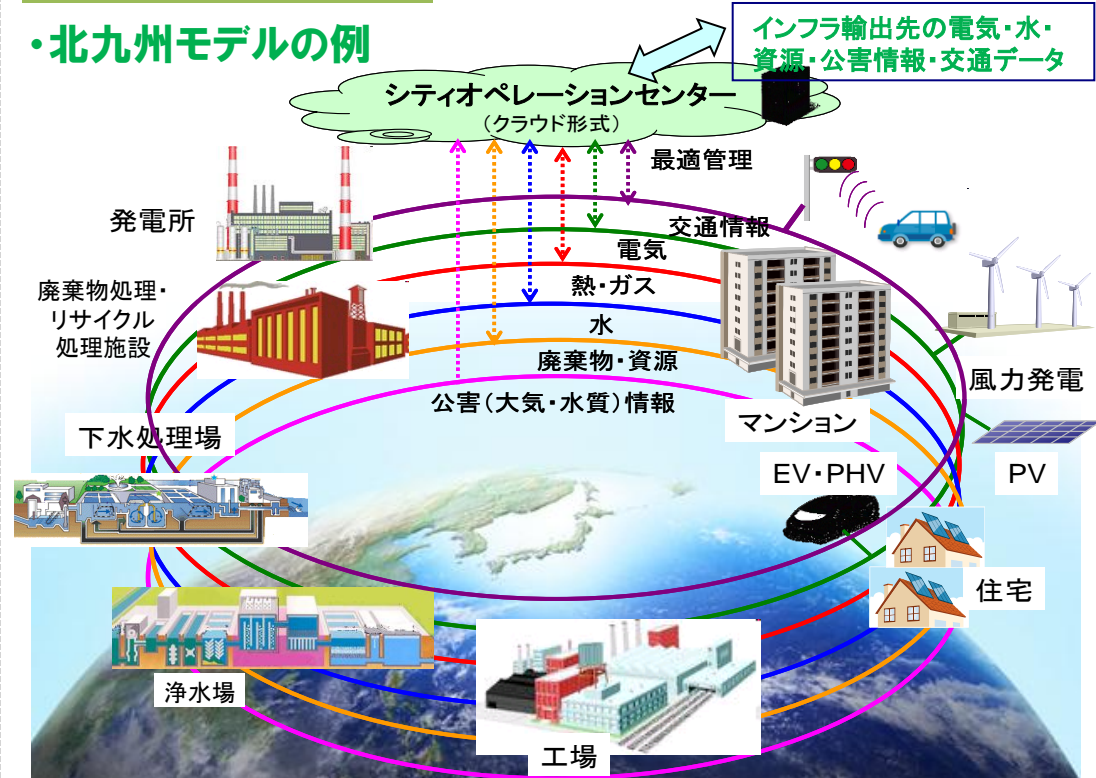 ・北九州モデルの例
インフラ輸出先の電気・水・
資源・公害情報・交通データ
シティオペレーションセンター
（クラウド形式）
最適管理
発電所
交通情報
電気
廃棄物処理・
リサイクル
処理施設
熱・ガス
水
廃棄物・資源
公害（大気・水質）情報
風力発電
マンション
下水処理場
EV・PHV
PV
住宅
浄水場
工場